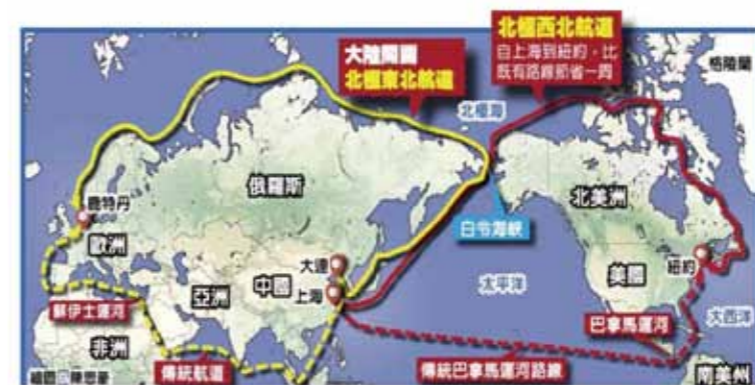 北極西北航道
自上海到紐約，比
既有路線節省一周
大陸開闢
北極東北航道
格陵蘭
北極海
俄羅斯
北美洲
鹿特丹
歐洲
白令海峽
大連
中國
上海
亞洲
太平洋
美國
紐約
蘇伊士運河
巴拿馬運河
大西洋
非洲
傳統航道
傳統巴拿馬運河路線
南美州